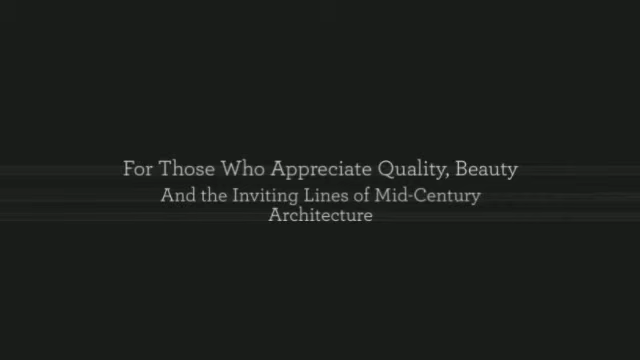 For Those Who Appreciate Quality, Beauty
And the Inviting Lines of Mid-Century
Architecture